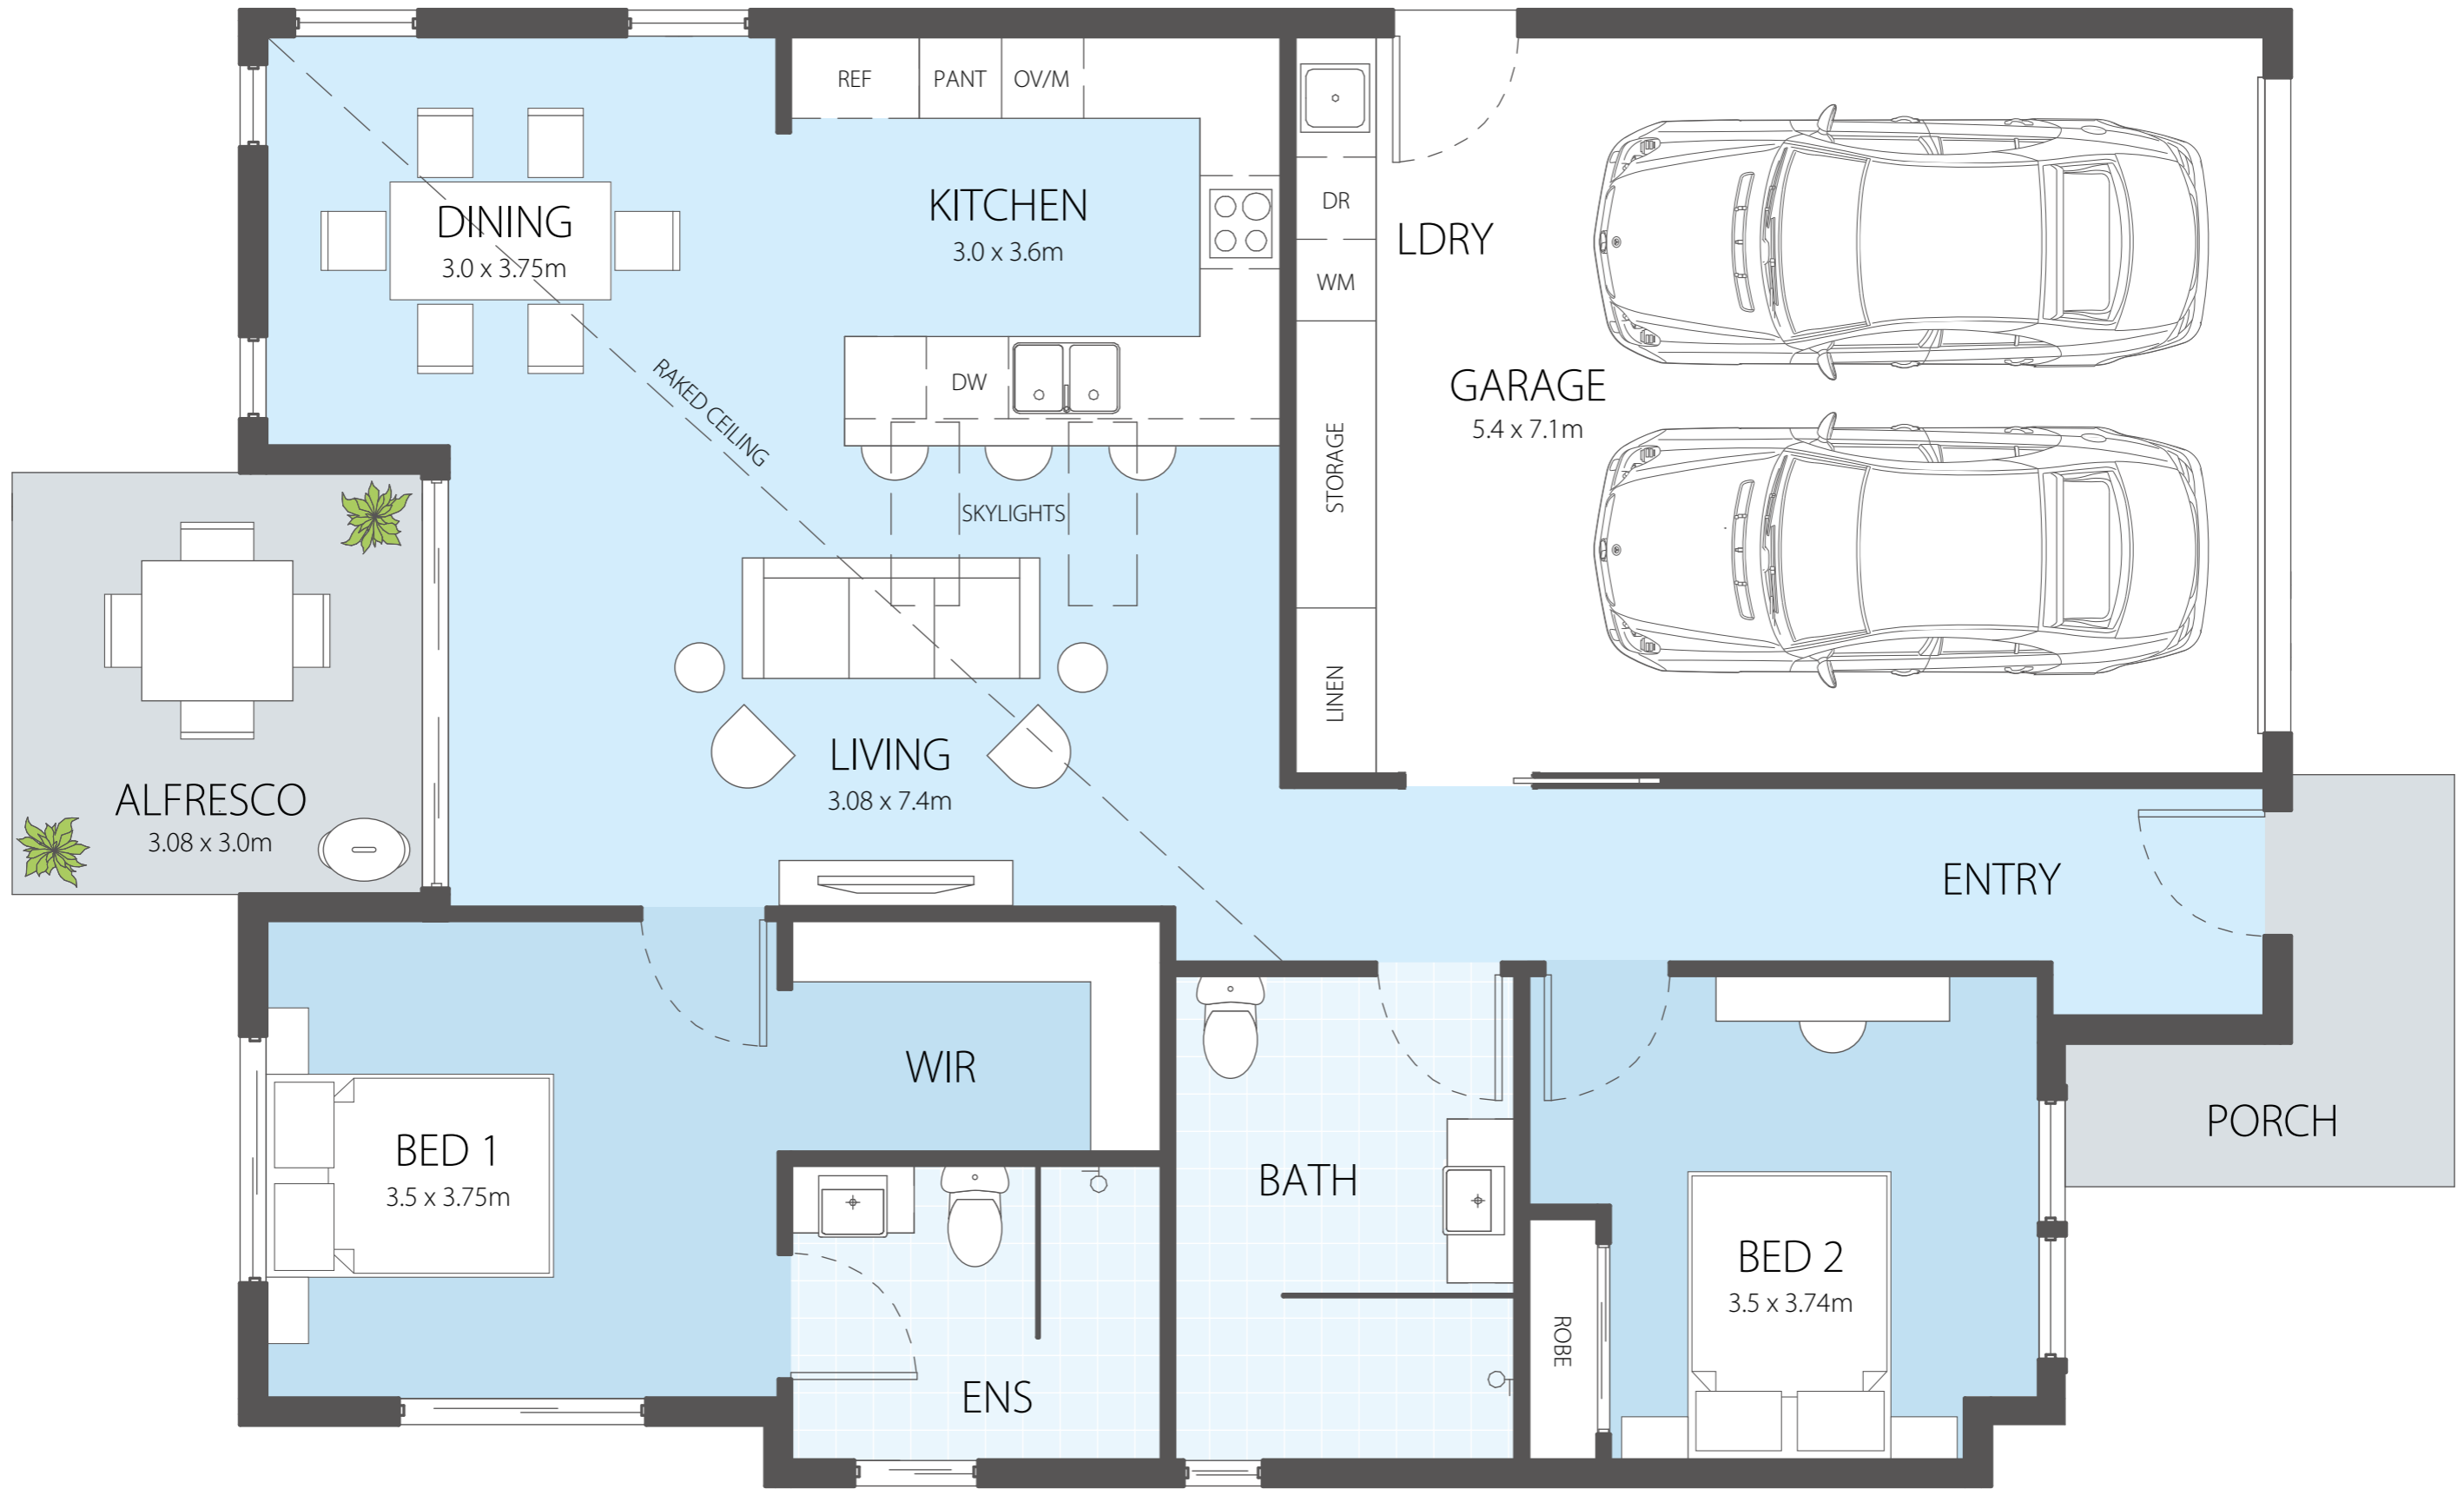 REF
PANT
OV/M
DINING
3.0 x 3.75m
KITCHEN
3.0 x 3.6m
DR
WM
LDRY
DW
GARAGE
5.4 x 7.1m
RAKED CEILING
STORAGE
SKYLIGHTS
LINEN
LIVING
3.08 x 7.4m
ALFRESCO
3.08 x 3.0m
ENTRY
WIR
PORCH
BED 1
3.5 x 3.75m
BATH
BED 2
3.5 x 3.74m
ROBE
ENS